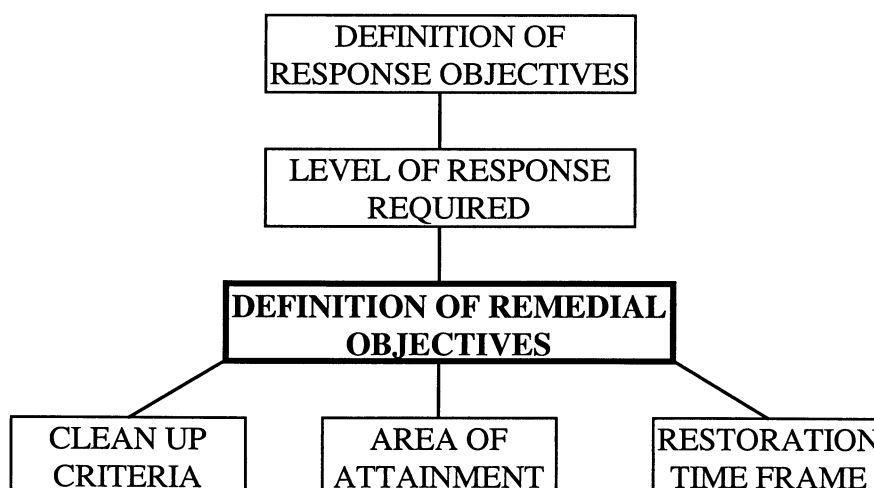 DEFINITION OF
RESPONSE OBJECTIVES
LEVEL OF RESPONSE
REQUIRED
DEFINITION OF REMEDIAL
OBJECTIVES
CLEAN UP
CRITERIA
AREA OF
ATTAINMENT
RESTORATION
TIME FRAME